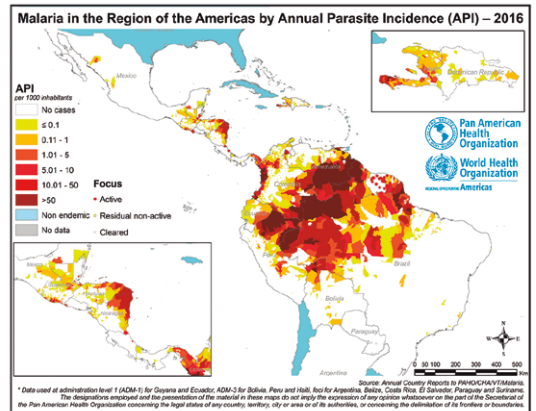 Malaria in the Region of the Americas by Annual Parasite Incidence (API) – 2016
Mexico
Dominican Republic
API
per 1000 inhabitants
No cases
≤ 0.1
0.11 - 1
1.01 - 5
5.01 - 10
10.01 - 50
>50
Non endemic
No data
Focus
Active
Residual non-active
Cleared
Pan American
Health
Organization
World Health
Organization
Americas
Mexico
Nicaragua
Brazil
Bolivia
Paraguay
Argentina
N
W
E
S
0 50 100 200 300 400 500
Km
Source: Annual Country Reports to PAHO/CHA/VT/Malaria.
* Data used at adminitration level 1 (ADM-1) for Guyana and Ecuador, ADM-3 for Bolivia, Peru and Haiti, foci for Argentina, Belize, Costa Rica, El Salvador, Paraguay and Suriname.
The designations employed and the presentation of the material in these maps do not imply the expression of any opinion whatsoever on the part of the Secretariat of
the Pan American Health Organization concerning the legal status of any country, territory, city or area or of its authorities, or concerning the delimitation of its frontiers or boundaries.